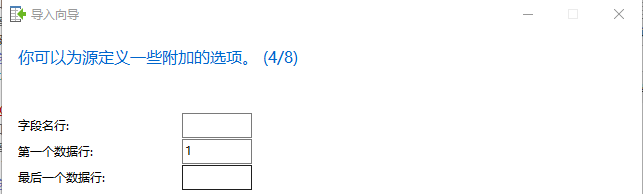 导入向导
你可以为源定义一些附加的选项。 (4/8)
字段名行:
第一个数据行: 1
最后一个数据行: